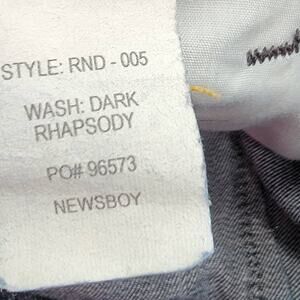 STYLE: RND - 005
WASH: DARK
RHAPSODY
PO# 96573
NEWSBOY